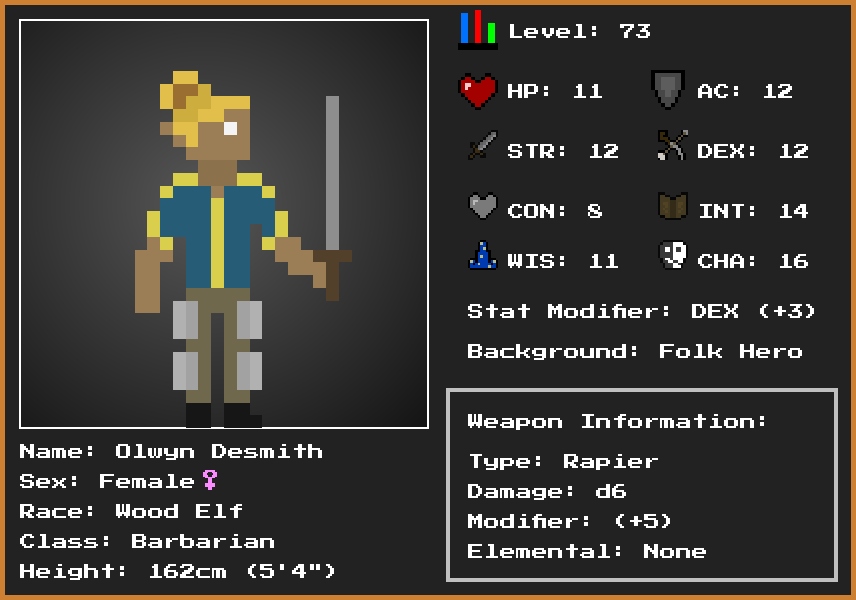 Level: 73
HP: 11 AC: 12
STR: 12 DEX: 12
CON: 8 INT: 14
WIS: 11 CHA: 16
Stat Modifier: DEX (+3)
Background: Folk Hero
Name: Olwyn Desmith
Sex: Female♀
Race: Wood Elf
Class: Barbarian
Height: 162cm (5'4")
Weapon Information:
Type: Rapier
Damage: d6
Modifier: (+5)
Elemental: None